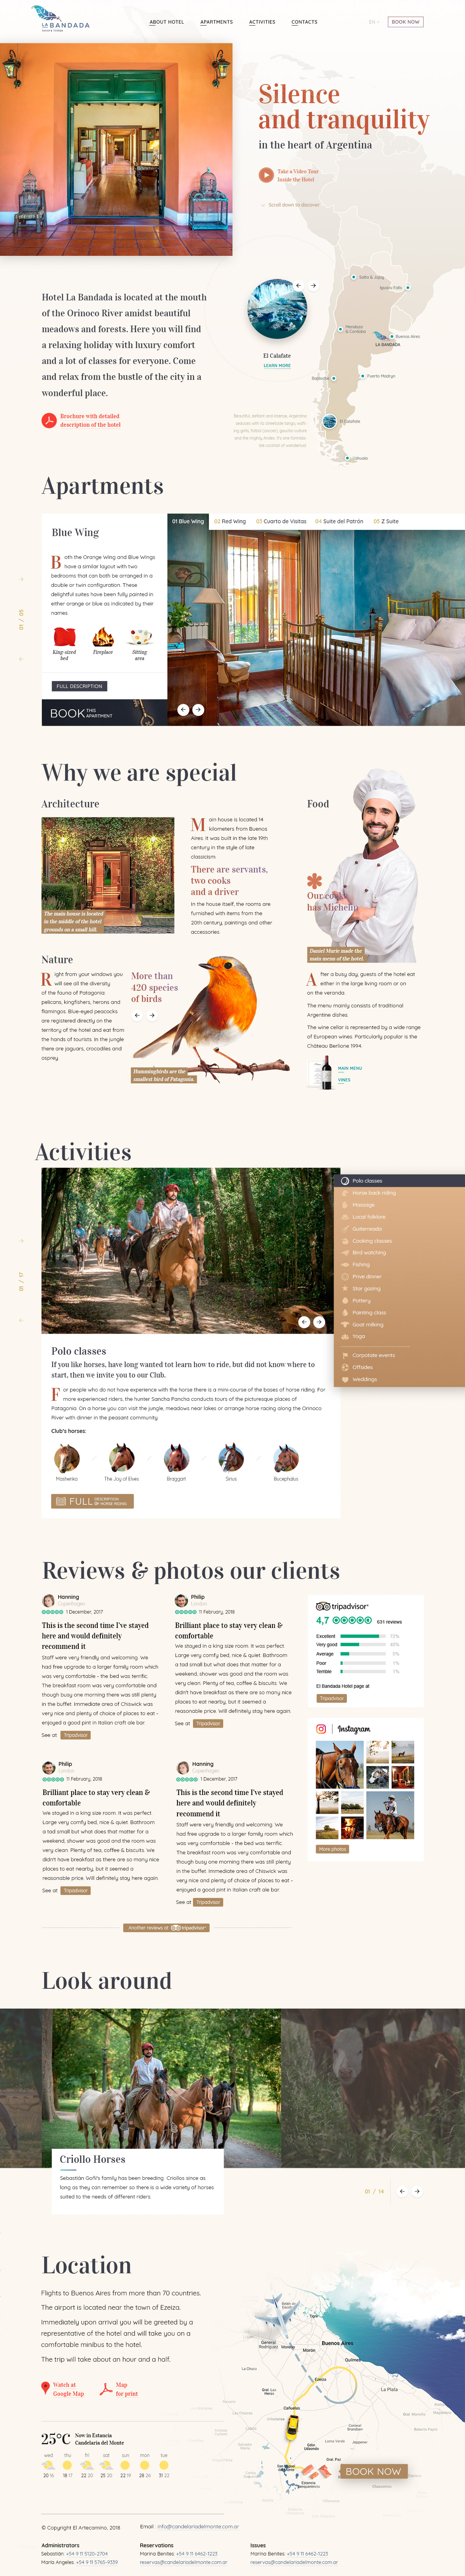 LA BANDADA
ABOUT HOTEL
APARTMENTS
ACTIVITIES
CONTACTS
EN
BOOK NOW
Silence
and tranquility
in the heart of Argentina
Take a Video Tour
Inside the Hotel
Scroll down to discover
Hotel La Bandada is located at the mouth
of the Orinoco River amidst beautiful
meadows and forests. Here you will find
a relaxing holiday with luxury comfort
and a lot of classes for everyone. Come
and relax from the bustle of the city in a
wonderful place.
Brochure with detailed
description of the hotel
El Calafate
LEARN MORE
Salta & Jujuy
Iguazu Falls
Mendoza
& Cordoba
Buenos Aires
LA BANDADA
Bariloche
Puerto Madryn
El Calafate
Ushuaia
Apartments
Blue Wing
Both the Orange Wing and Blue Wings
have a similar layout with two
bedrooms that can both be arranged in a
double or twin configuration. These
delightful suites have been fully painted in
either orange or blue as indicated by their
names.
King-sized
bed
Fireplace
Sitting
area
FULL DESCRIPTION
BOOK THIS
APARTMENT
01 Blue Wing
02 Red Wing
03 Cuarto de Visitas
04 Suite del Patrón
05 Z Suite
01 / 05
Why we are special
Architecture
The main house is located
in the middle of the hotel
grounds on a small hill.
Main house is located 14
kilometers from Buenos
Aires. It was built in the late 19th
century in the style of late
classicism.
There are servants,
two cooks
and a driver
In the house itself, the rooms are
furnished with items from the
20th century, paintings and other
accessories.
Food
Our cook
has Michelin
Daniel Marie made the
main menu of the hotel.
After a busy day, guests of the hotel eat
either in the large living room or on
on the veranda.
The menu mainly consists of traditional
Argentine dishes.
The wine cellar is represented by a wide range
of European wines. Particularly popular is the
Château Berliorie 1994.
MAIN MENU
VINES
Nature
Right from your windows you
will see all the diversity
of the fauna of Patagonia:
pelicans, kingfishers, herons and
flamingos. Blue-eyed peacocks
are registered directly on the
territory of the hotel and eat from
the hands of tourists. In the jungle
there are jaguars, crocodiles and
osprey.
More than
420 species
of birds
Hummingbirds are the
smallest bird of Patagonia.
Activities
Polo classes
Horse back riding
Massage
Local folklore
Guiterreada
Cooking classes
Bird watching
Fishing
Prive dinner
Star gazing
Pottery
Painting class
Goat milking
Yoga
Corpotate events
Offsides
Weddings
01 / 17
Polo classes
If you like horses, have long wanted to learn how to ride, but did not know where to
start, then we invite you to our Club.
For people who do not have experience with the horse there is a mini-course of the bases of horse riding. For
more experienced riders, the hunter Sancho Pancho conducts tours of the picturesque places of
Patagonia. On a horse you can visit the jungle, meadows near lakes or arrange horse racing along the Orinoco
River with dinner in the peasant community.
Club's horses:
Mashenka
The Joy of Elves
Braggart
Sirius
Bucephalus
FULL DESCRIPTION
OF HORSE RIDING
Reviews & photos our clients
Hanning
Copenhagen
1 December, 2017
This is the second time I've stayed
here and would definitely
recommend it
Staff were very friendly and welcoming. We
had free upgrade to a larger family room which
was very comfortable - the bed was terrific.
The breakfast room was very comfortable and
though busy one morning there was still plenty
in the buffet. Immediate area of Chiswick was
very nice and plenty of choice of places to eat -
enjoyed a good pint in Italian craft ale bar.
See at Tripadvisor
Philip
London
11 February, 2018
Brilliant place to stay very clean &
comfortable
We stayed in a king size room. It was perfect.
Large very comfy bed, nice & quiet. Bathroom
a tad small but what does that matter for a
weekend, shower was good and the room was
very clean. Plenty of tea, coffee & biscuits. We
didn't have breakfast as there are so many nice
places to eat nearby, but it seemed a
reasonable price. Will definitely stay here again.
See at Tripadvisor
tripadvisor
4,7
631 reviews
Excellent
Very good
Average
Poor
Terrible
El Bandada Hotel page at
Tripadvisor
Instagram
More photos
Philip
London
11 February, 2018
Brilliant place to stay very clean &
comfortable
We stayed in a king size room. It was perfect.
Large very comfy bed, nice & quiet. Bathroom
a tad small but what does that matter for a
weekend, shower was good and the room was
very clean. Plenty of tea, coffee & biscuits. We
didn't have breakfast as there are so many nice
places to eat nearby, but it seemed a
reasonable price. Will definitely stay here again.
See at Tripadvisor
Hanning
Copenhagen
1 December, 2017
This is the second time I've stayed
here and would definitely
recommend it
Staff were very friendly and welcoming. We
had free upgrade to a larger family room which
was very comfortable - the bed was terrific.
The breakfast room was very comfortable and
though busy one morning there was still plenty
in the buffet. Immediate area of Chiswick was
very nice and plenty of choice of places to eat -
enjoyed a good pint in Italian craft ale bar.
See at Tripadvisor
Another reviews at tripadvisor
Look around
Criollo Horses
Sebastián Goñi's family has been breeding Criollos since as
long as they can remember so there is a wide variety of horses
suited to the needs of different riders.
01 / 14
Location
Flights to Buenos Aires from more than 70 countries.
The airport is located near the town of Ezeiza.
Immediately upon arrival you will be greeted by a
representative of the hotel and will take you on a
comfortable minibus to the hotel.
The trip will take about an hour and a half.
Watch at
Google Map
Map
for print
25°C
Now in Estancia
Candelaria del Monte
wed thu fri sat sun mon tue
Tigre
General
Rodríguez
Moreno
Morón
Buenos Aires
Quilmes
Ezeiza
La Plata
Cañuelas
BOOK NOW
© Copyright El Artecamino, 2018
Email: info@candelariadelmonte.com.ar
Administrators
Sebastián: +54 9 11 5120-2704
María Angeles: +54 9 11 5765-9359
Reservations
Marina Benites: +54 9 11 6462-1223
reservas@candelariadelmonte.com.ar
Issues
Marina Benites: +54 9 11 6462-1223
reservas@candelariadelmonte.com.ar